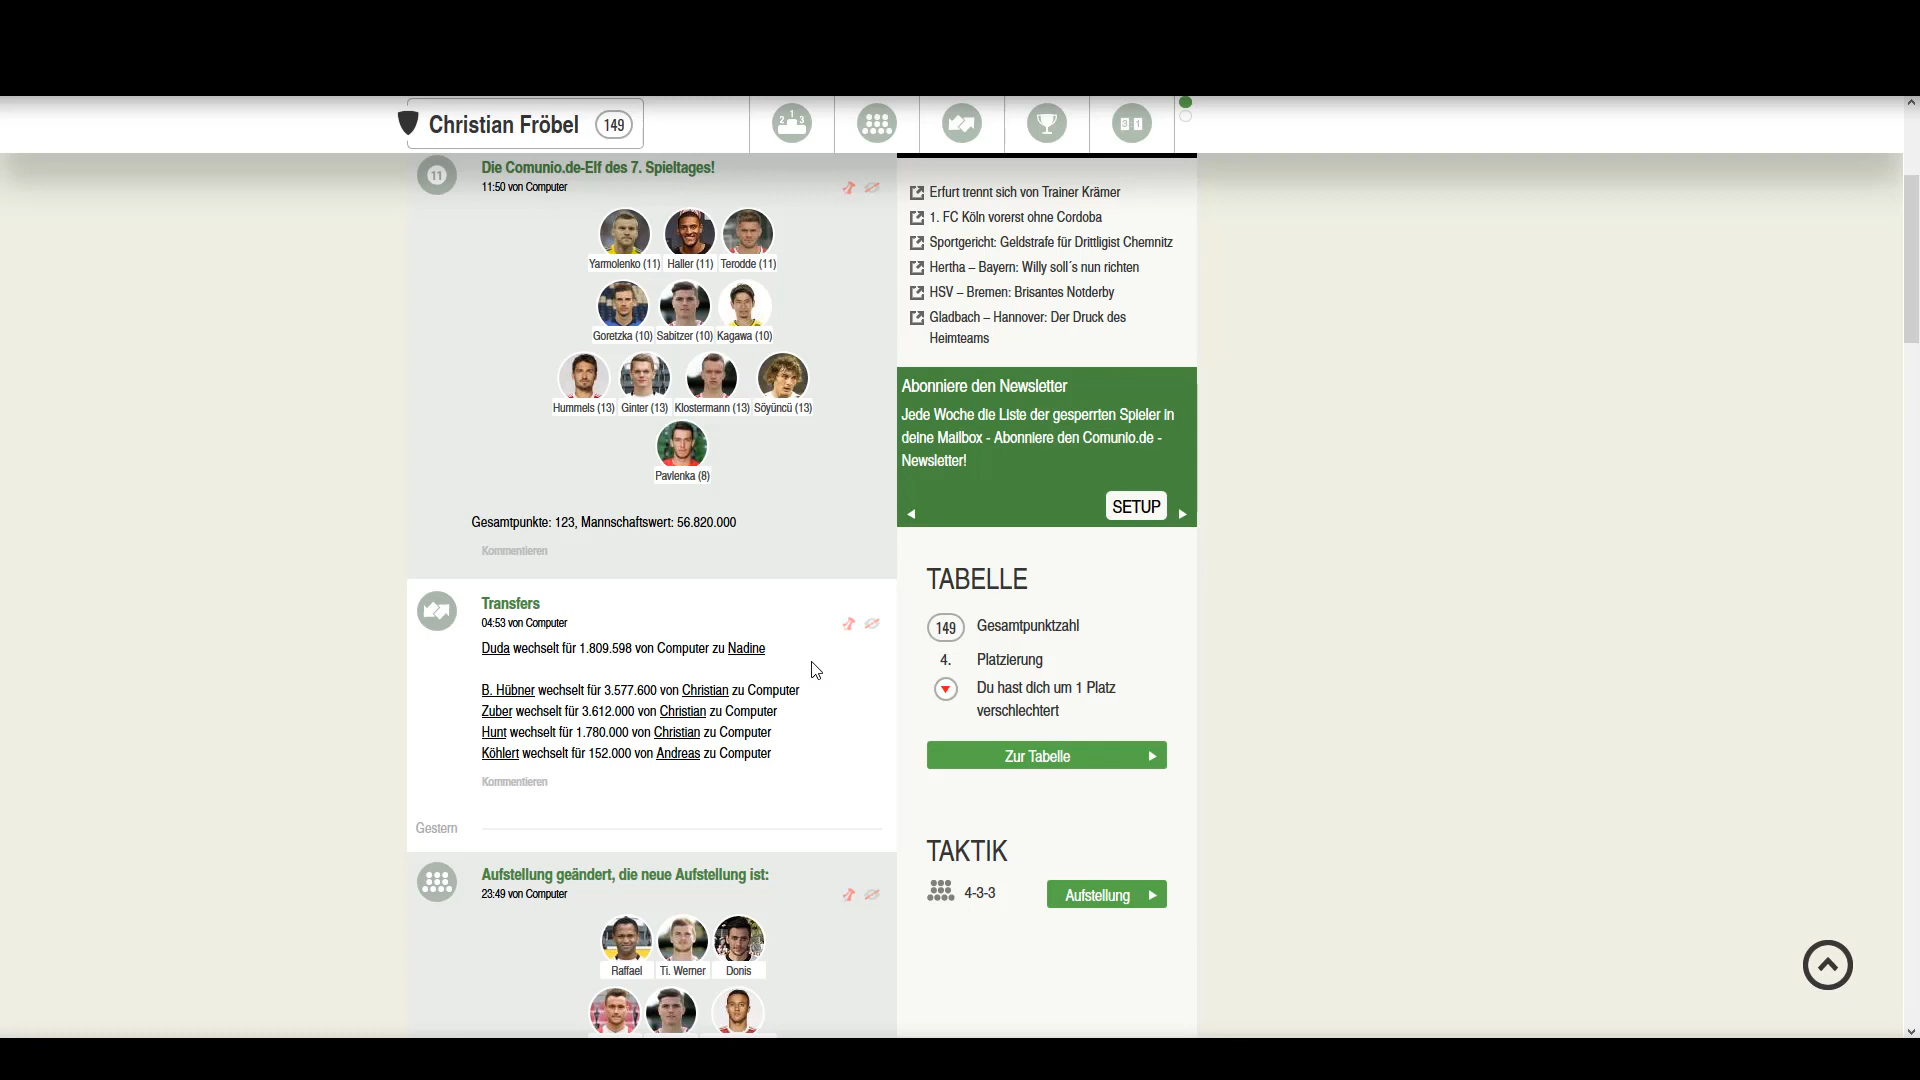 Christian Fröbel 149
Die Comunio.de-Elf des 7. Spieltages!
11:50 von Computer
Yarmolenko (11) Haller (11) Terodde (11)
Goretzka (10) Sabitzer (10) Kagawa (10)
Hummels (13) Ginter (13) Klostermann (13) Söyüncü (13)
Pavlenka (8)
Gesamtpunkte: 123, Mannschaftswert: 56.820.000
Kommentieren
Transfers
04:53 von Computer
Duda wechselt für 1.809.598 von Computer zu Nadine
B. Hübner wechselt für 3.577.600 von Christian zu Computer
Zuber wechselt für 3.612.000 von Christian zu Computer
Hunt wechselt für 1.780.000 von Christian zu Computer
Köhlert wechselt für 152.000 von Andreas zu Computer
Kommentieren
Gestern
Aufstellung geändert, die neue Aufstellung ist:
23:49 von Computer
Raffael Ti. Werner Donis
Erfurt trennt sich von Trainer Krämer
1. FC Köln vorerst ohne Cordoba
Sportgericht: Geldstrafe für Drittligist Chemnitz
Hertha – Bayern: Willy soll´s nun richten
HSV – Bremen: Brisantes Notderby
Gladbach – Hannover: Der Druck des
Heimteams
Abonniere den Newsletter
Jede Woche die Liste der gesperrten Spieler in
deine Mailbox - Abonniere den Comunio.de -
Newsletter!
SETUP
TABELLE
149 Gesamtpunktzahl
4. Platzierung
Du hast dich um 1 Platz
verschlechtert
Zur Tabelle
TAKTIK
4-3-3 Aufstellung